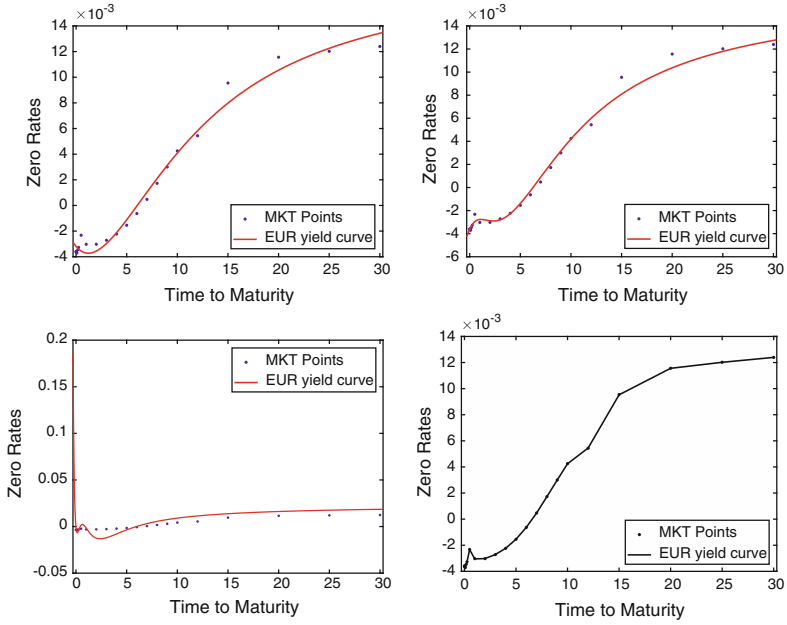 ×10⁻³
14
12
10
8
6
4
2
0
-2
-4
0 5 10 15 20 25 30
Zero Rates
Time to Maturity
MKT Points
EUR yield curve
×10⁻³
14
12
10
8
6
4
2
0
-2
-4
-6
0 5 10 15 20 25 30
Zero Rates
Time to Maturity
MKT Points
EUR yield curve
0.2
0.15
0.1
0.05
0
-0.05
0 5 10 15 20 25 30
Zero Rates
Time to Maturity
MKT Points
EUR yield curve
×10⁻³
14
12
10
8
6
4
2
0
-2
-4
0 5 10 15 20 25 30
Zero Rates
Time to Maturity
MKT Points
EUR yield curve